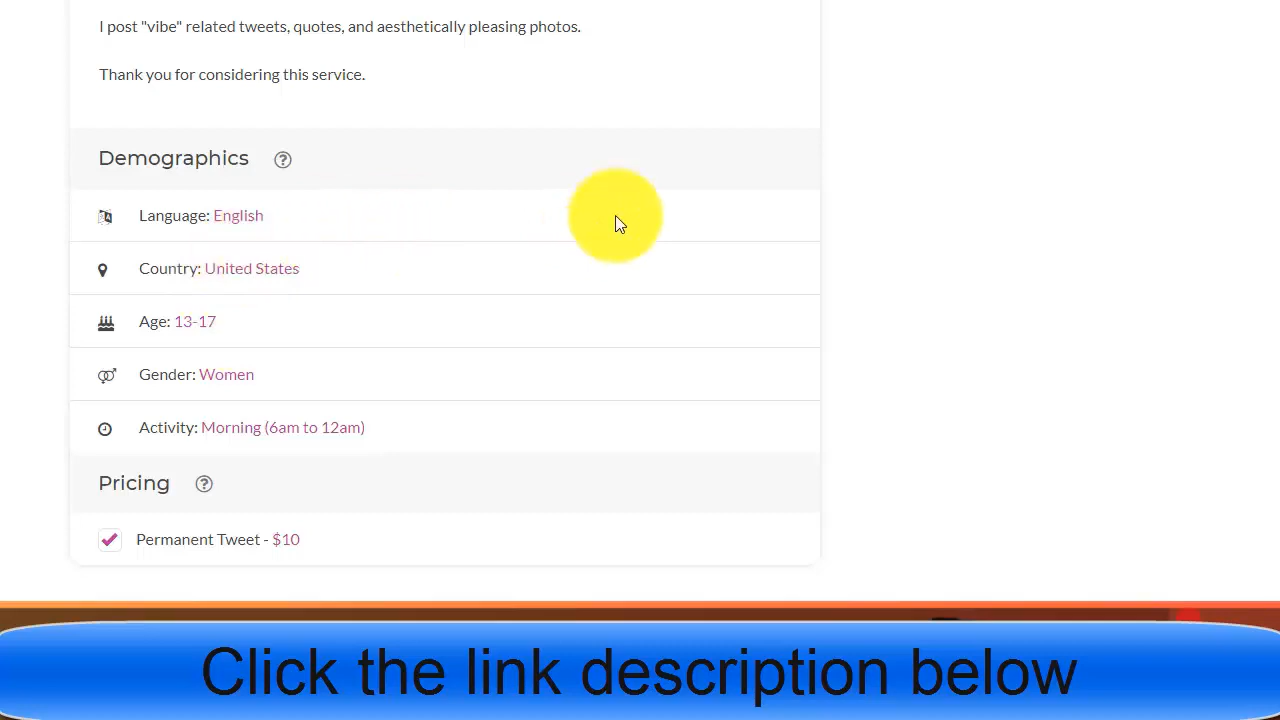 I post "vibe" related tweets, quotes, and aesthetically pleasing photos.
Thank you for considering this service.
Demographics
Language: English
Country: United States
Age: 13-17
Gender: Women
Activity: Morning (6am to 12am)
Pricing
Permanent Tweet - $10
Click the link description below